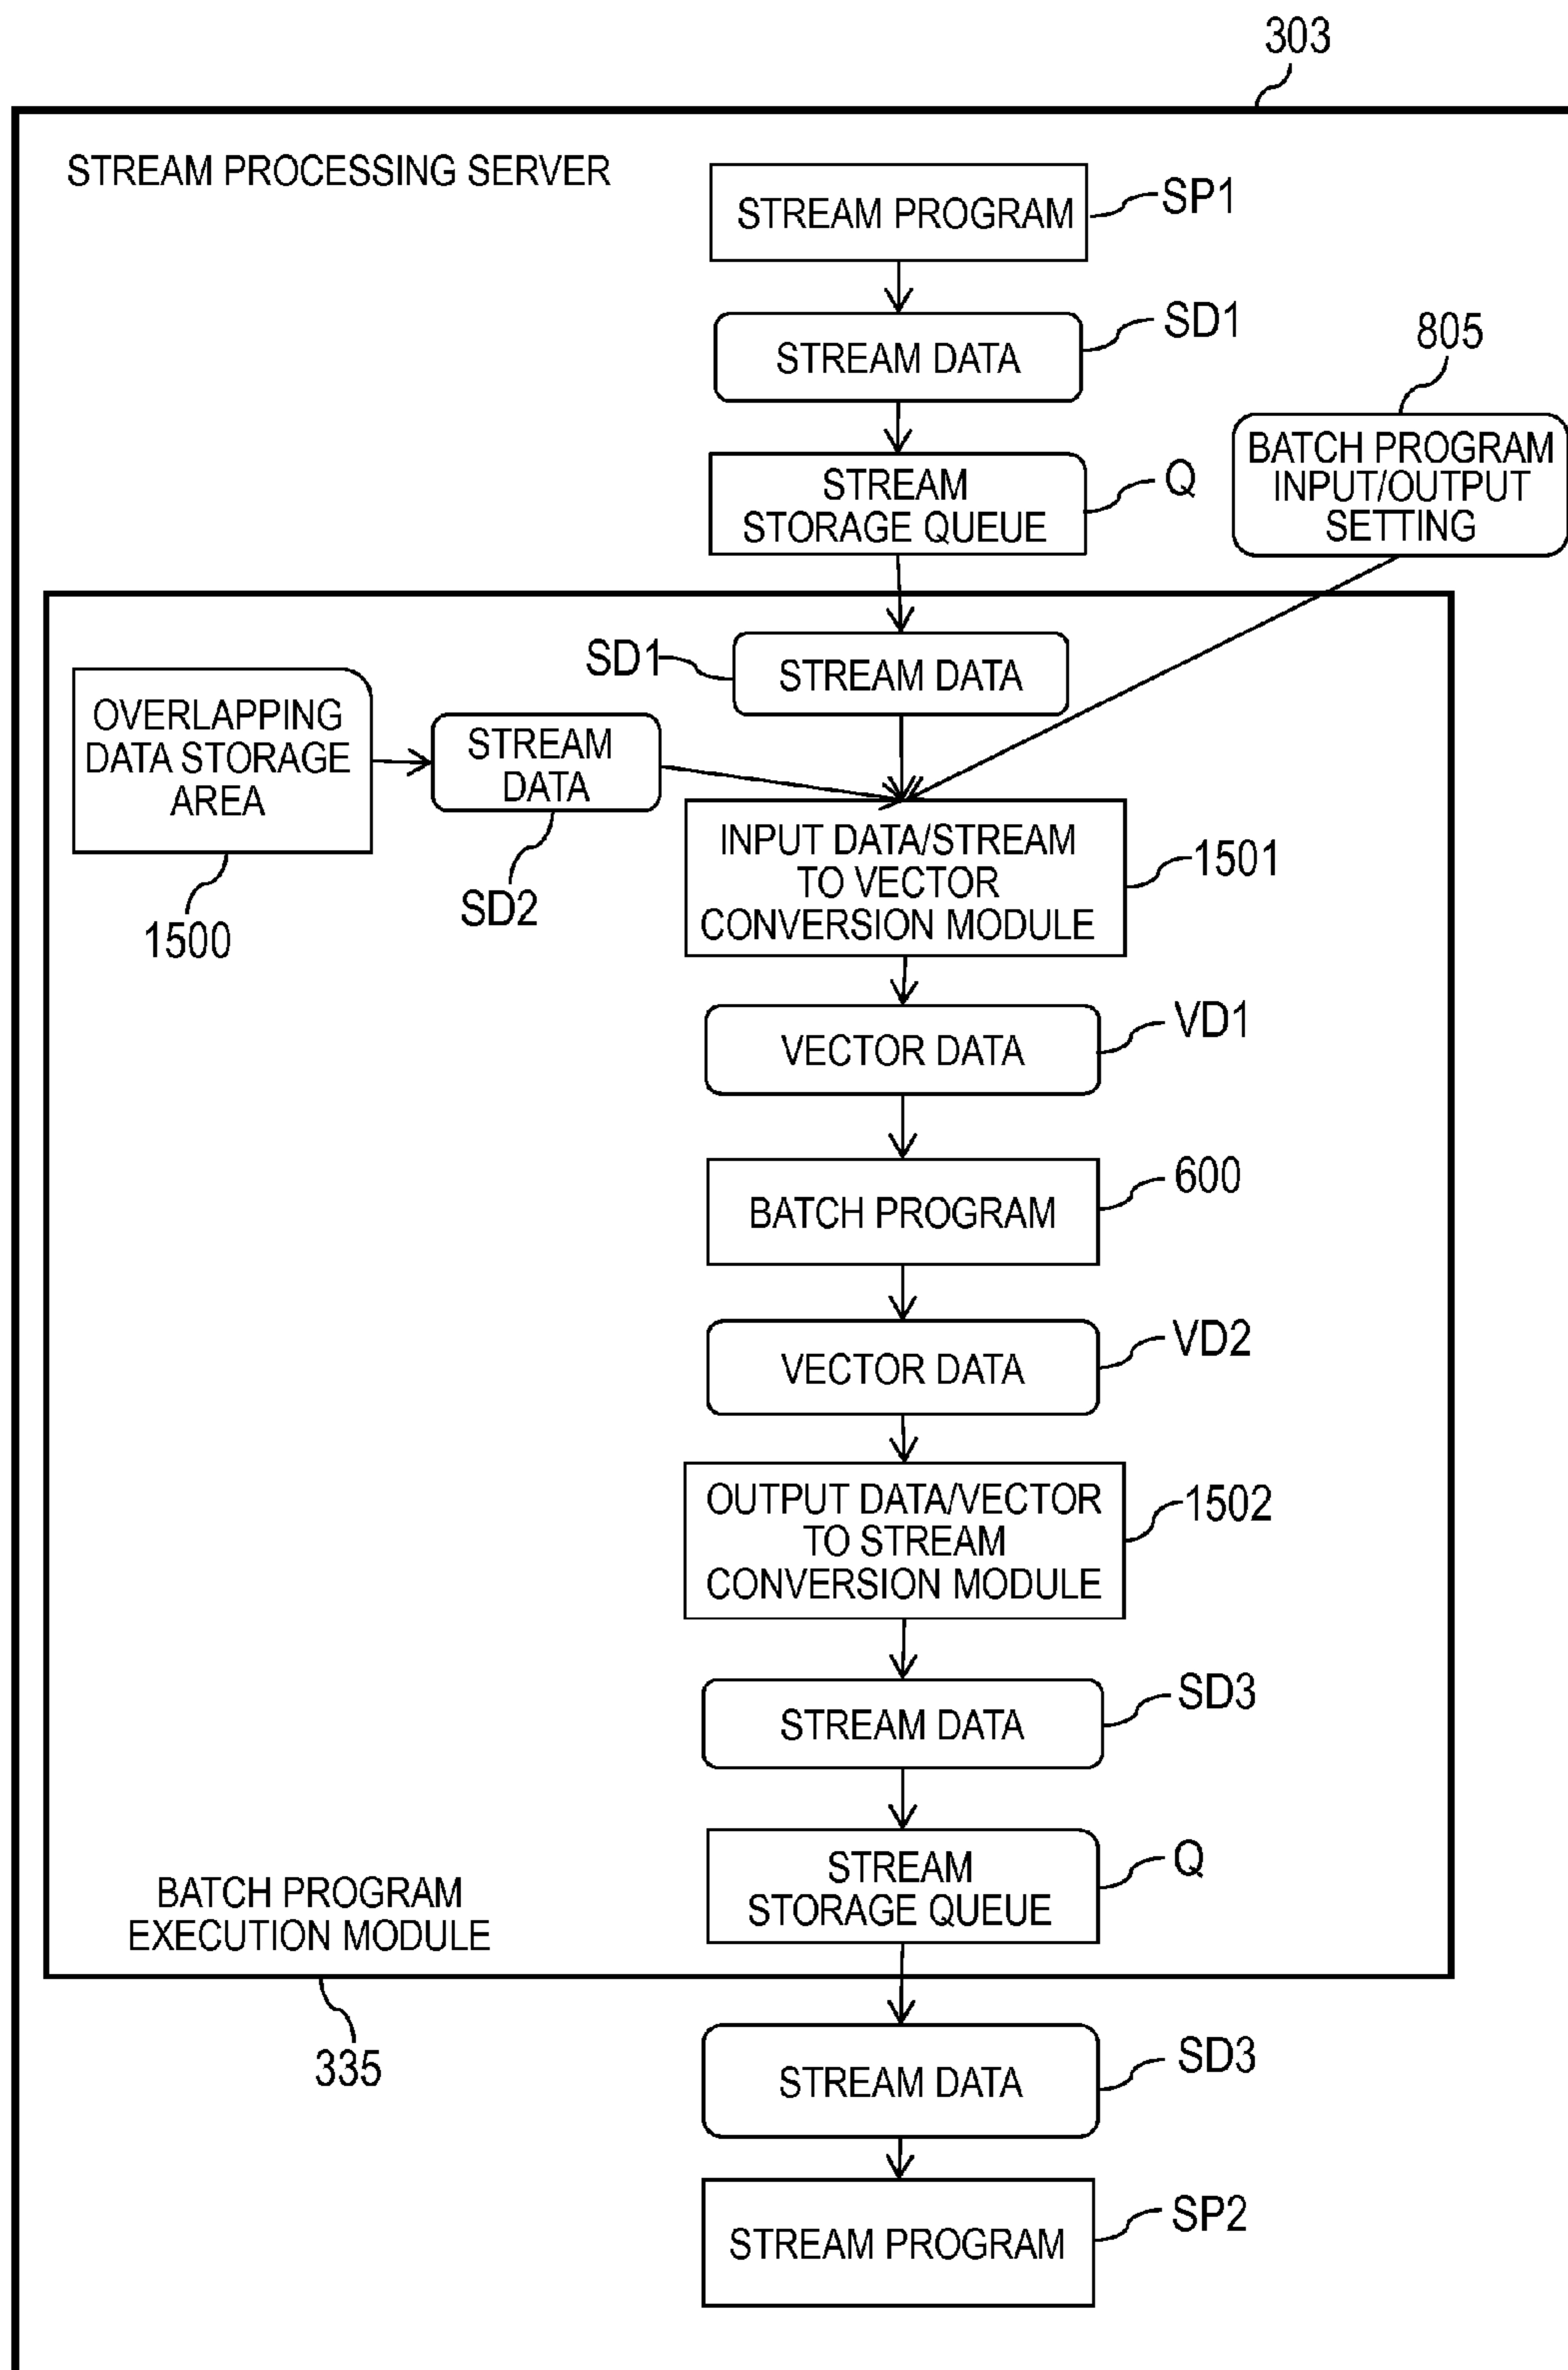 303
STREAM PROCESSING SERVER
STREAM PROGRAM
SP1
STREAM DATA
SD1
805
STREAM
STORAGE QUEUE
Q
BATCH PROGRAM
INPUT/OUTPUT
SETTING
SD1
STREAM DATA
OVERLAPPING
DATA STORAGE
AREA
1500
STREAM
DATA
SD2
INPUT DATA/STREAM
TO VECTOR
CONVERSION MODULE
1501
VECTOR DATA
VD1
BATCH PROGRAM
600
VECTOR DATA
VD2
OUTPUT DATA/VECTOR
TO STREAM
CONVERSION MODULE
1502
STREAM DATA
SD3
STREAM
STORAGE QUEUE
Q
BATCH PROGRAM
EXECUTION MODULE
335
STREAM DATA
SD3
STREAM PROGRAM
SP2